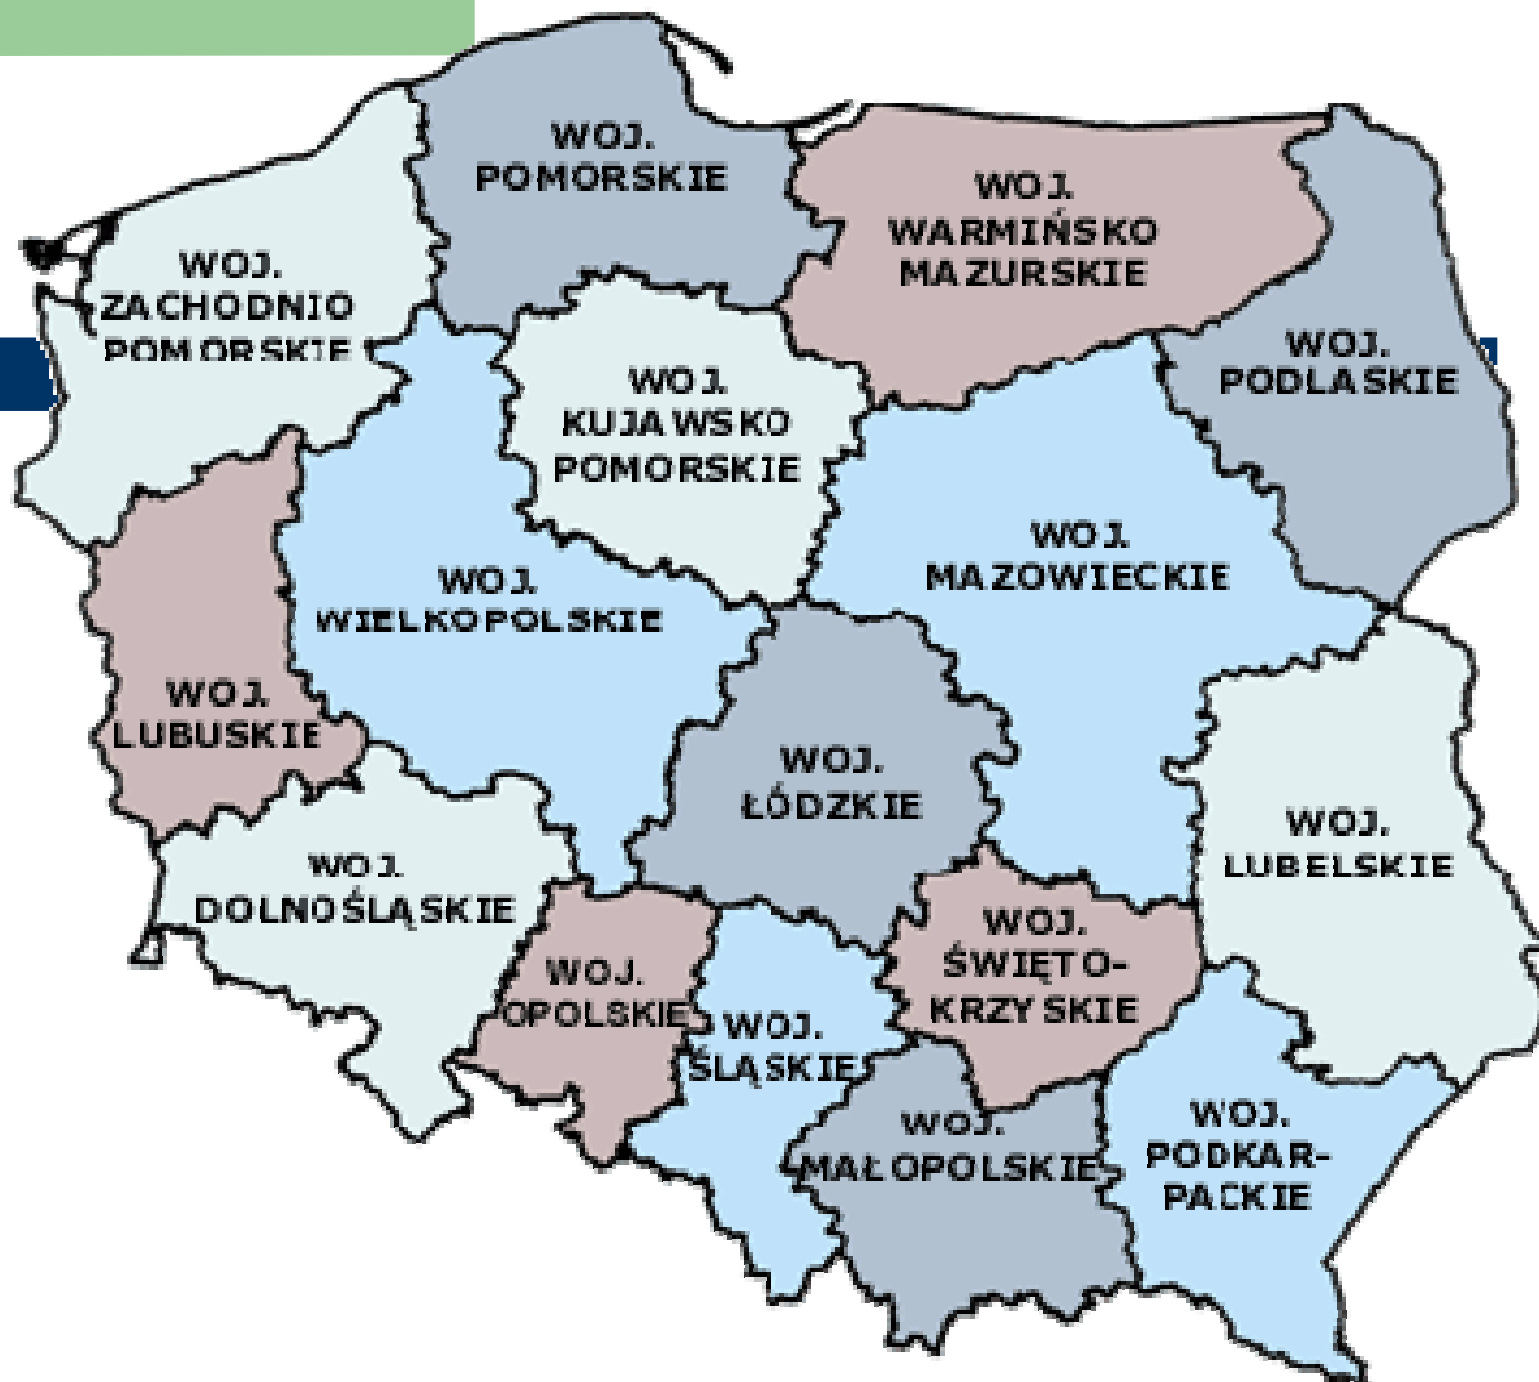 WOJ.
POMORSKIE
WOJ.
WARMIŃSKO
MAZURSKIE
WOJ.
ZACHODNIO
POMORSKIE
WOJ.
PODLASKIE
WOJ.
KUJAWSKO
POMORSKIE
WOJ.
MAZOWIECKIE
WOJ.
WIELKOPOLSKIE
WOJ.
LUBUSKIE
WOJ.
ŁÓDZKIE
WOJ.
LUBELSKIE
WOJ.
DOLNOŚLĄSKIE
WOJ.
ŚWIĘTO-
KRZYSKIE
WOJ.
OPOLSKIE
WOJ.
ŚLĄSKIE
WOJ.
MAŁOPOLSKIE
WOJ.
PODKAR-
PACKIE